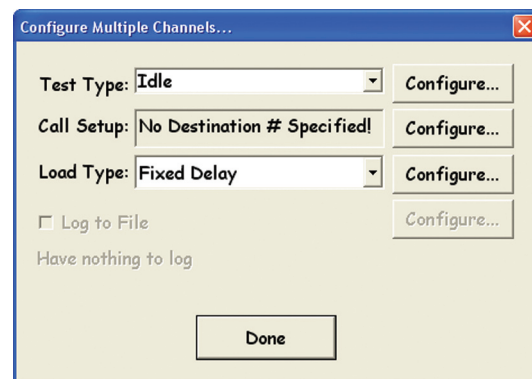 Configure Multiple Channels...
Test Type: Idle Configure...
Call Setup: No Destination # Specified! Configure...
Load Type: Fixed Delay Configure...
Log to File Configure...
Have nothing to log
Done